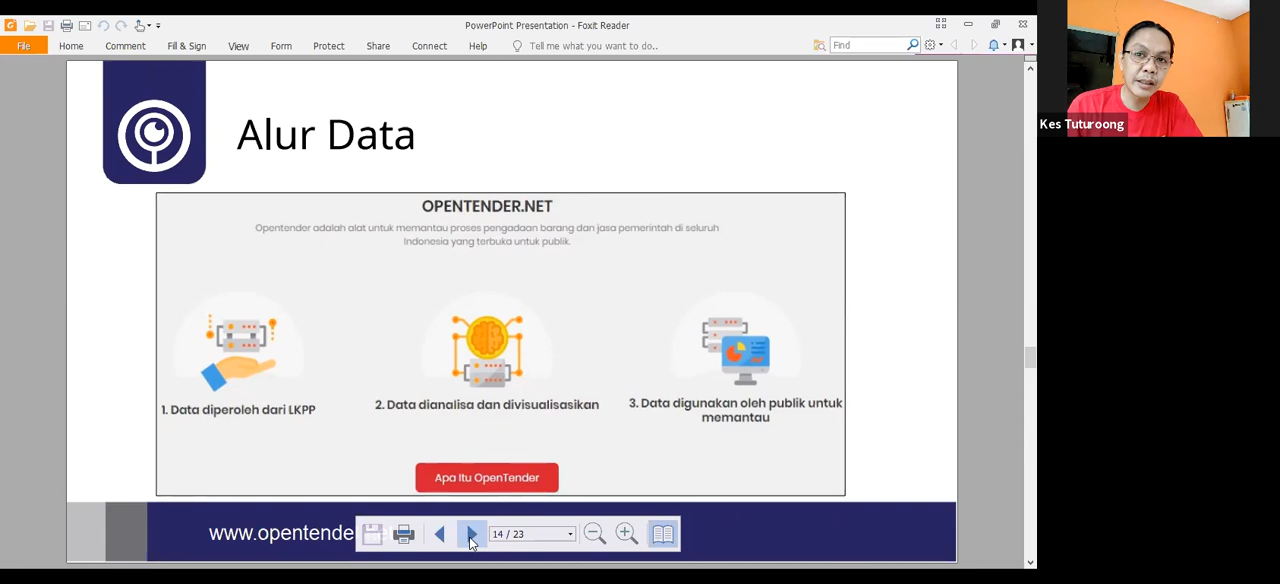 PowerPoint Presentation - Foxit Reader
File Home Comment Fill & Sign View Form Protect Share Connect Help Tell me what you want to do.. Find
Kes Tuturoong
Alur Data
OPENTENDER.NET
Opentender adalah alat untuk memantau proses pengadaan barang dan jasa pemerintah di seluruh
Indonesia yang terbuka untuk publik.
1. Data diperoleh dari LKPP
2. Data dianalisa dan divisualisasikan
3. Data digunakan oleh publik untuk
memantau
Apa Itu OpenTender
www.opentende
14 / 23